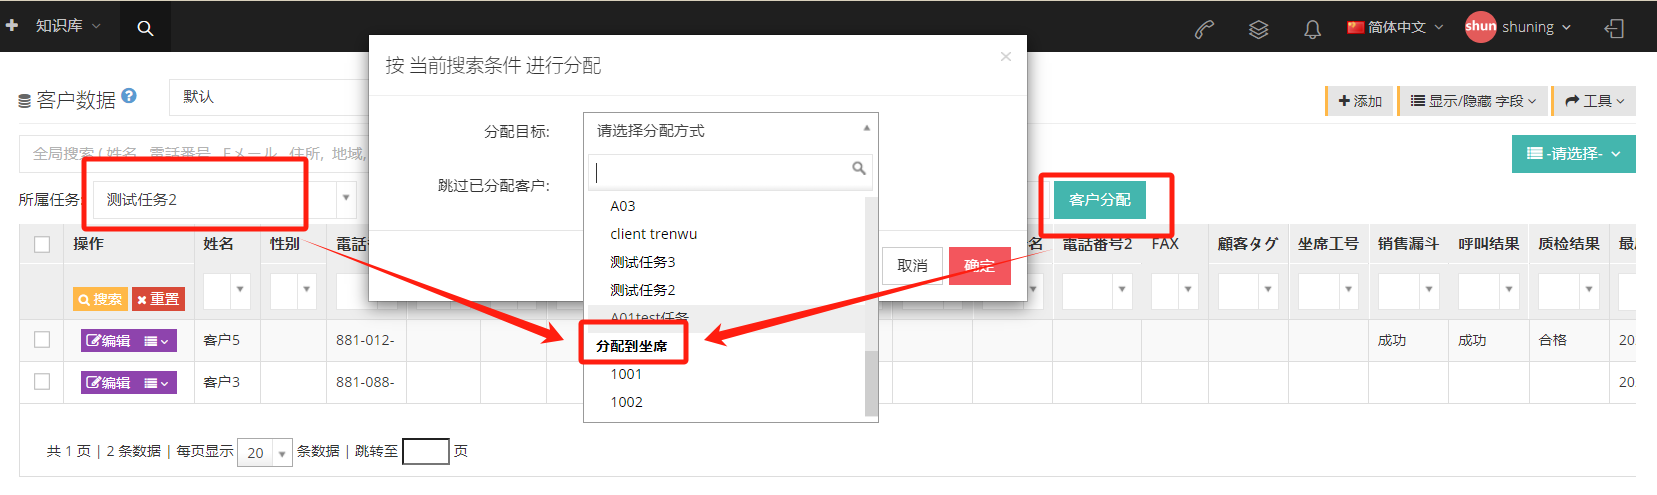 知识库
简体中文
shun
shuning
按 当前搜索条件 进行分配
客户数据
默认
添加
显示/隐藏 字段
工具
分配目标:
请选择分配方式
全局搜索 ( 姓名, 電話番号, Eメール, 住所, 地域,
-请选择-
跳过已分配客户:
所属任务:
测试任务2
客户分配
A03
client trenwu
测试任务3
测试任务2
A01test任务
分配到坐席
1001
1002
取消
确定
操作
姓名
性别
電話
名
電話番号2
FAX
顧客タグ
坐席工号
销售漏斗
呼叫结果
质检结果
搜索
重置
编辑
客户5
881-012-
成功
成功
合格
20
编辑
客户3
881-088-
20
共 1 页 | 2 条数据 | 每页显示 20 条数据 | 跳转至 页